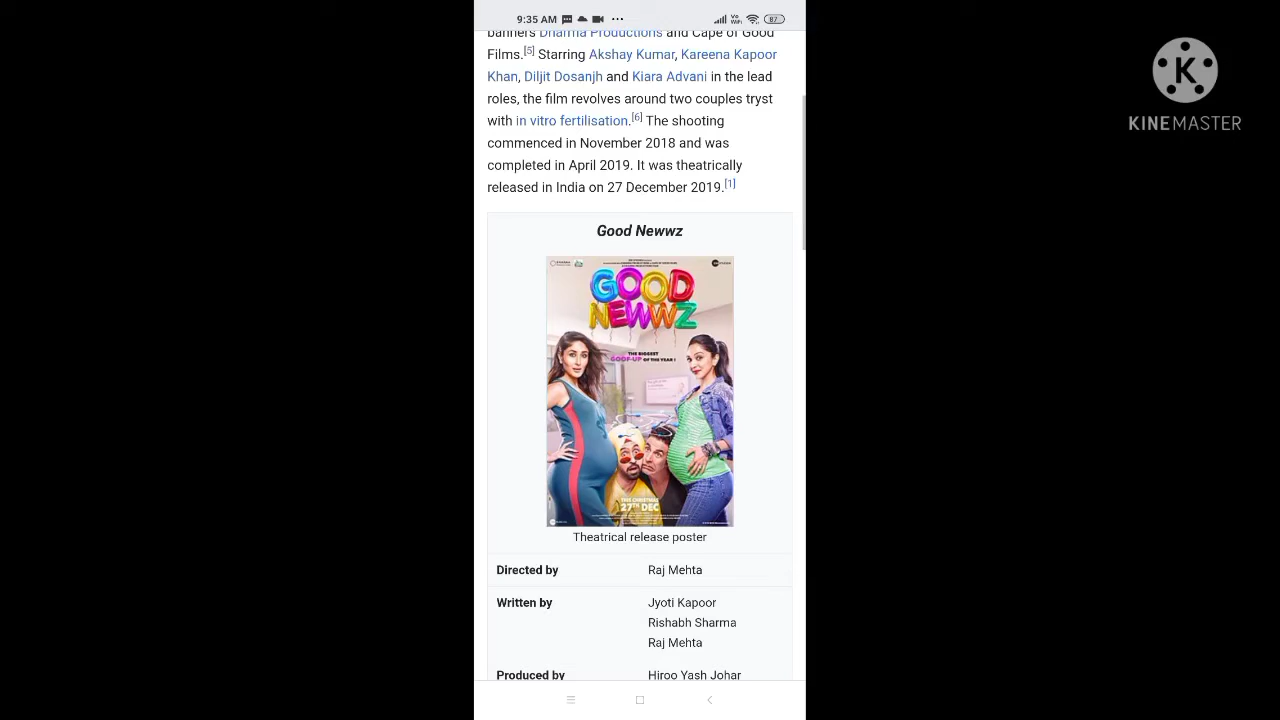 9:35 AM
Vo
WiFi
87
banners Dharma Productions and Cape of Good
Films.[5] Starring Akshay Kumar, Kareena Kapoor
Khan, Diljit Dosanjh and Kiara Advani in the lead
roles, the film revolves around two couples tryst
with in vitro fertilisation.[6] The shooting
commenced in November 2018 and was
completed in April 2019. It was theatrically
released in India on 27 December 2019.[1]
Good Newwz
GOOD
NEWWZ
THE BIGGEST
GOOF-UP OF THE YEAR!
THIS CHRISTMAS
27TH DEC
Theatrical release poster
Directed by Raj Mehta
Written by Jyoti Kapoor
Rishabh Sharma
Raj Mehta
Produced by Hiroo Yash Johar
K
KINEMASTER